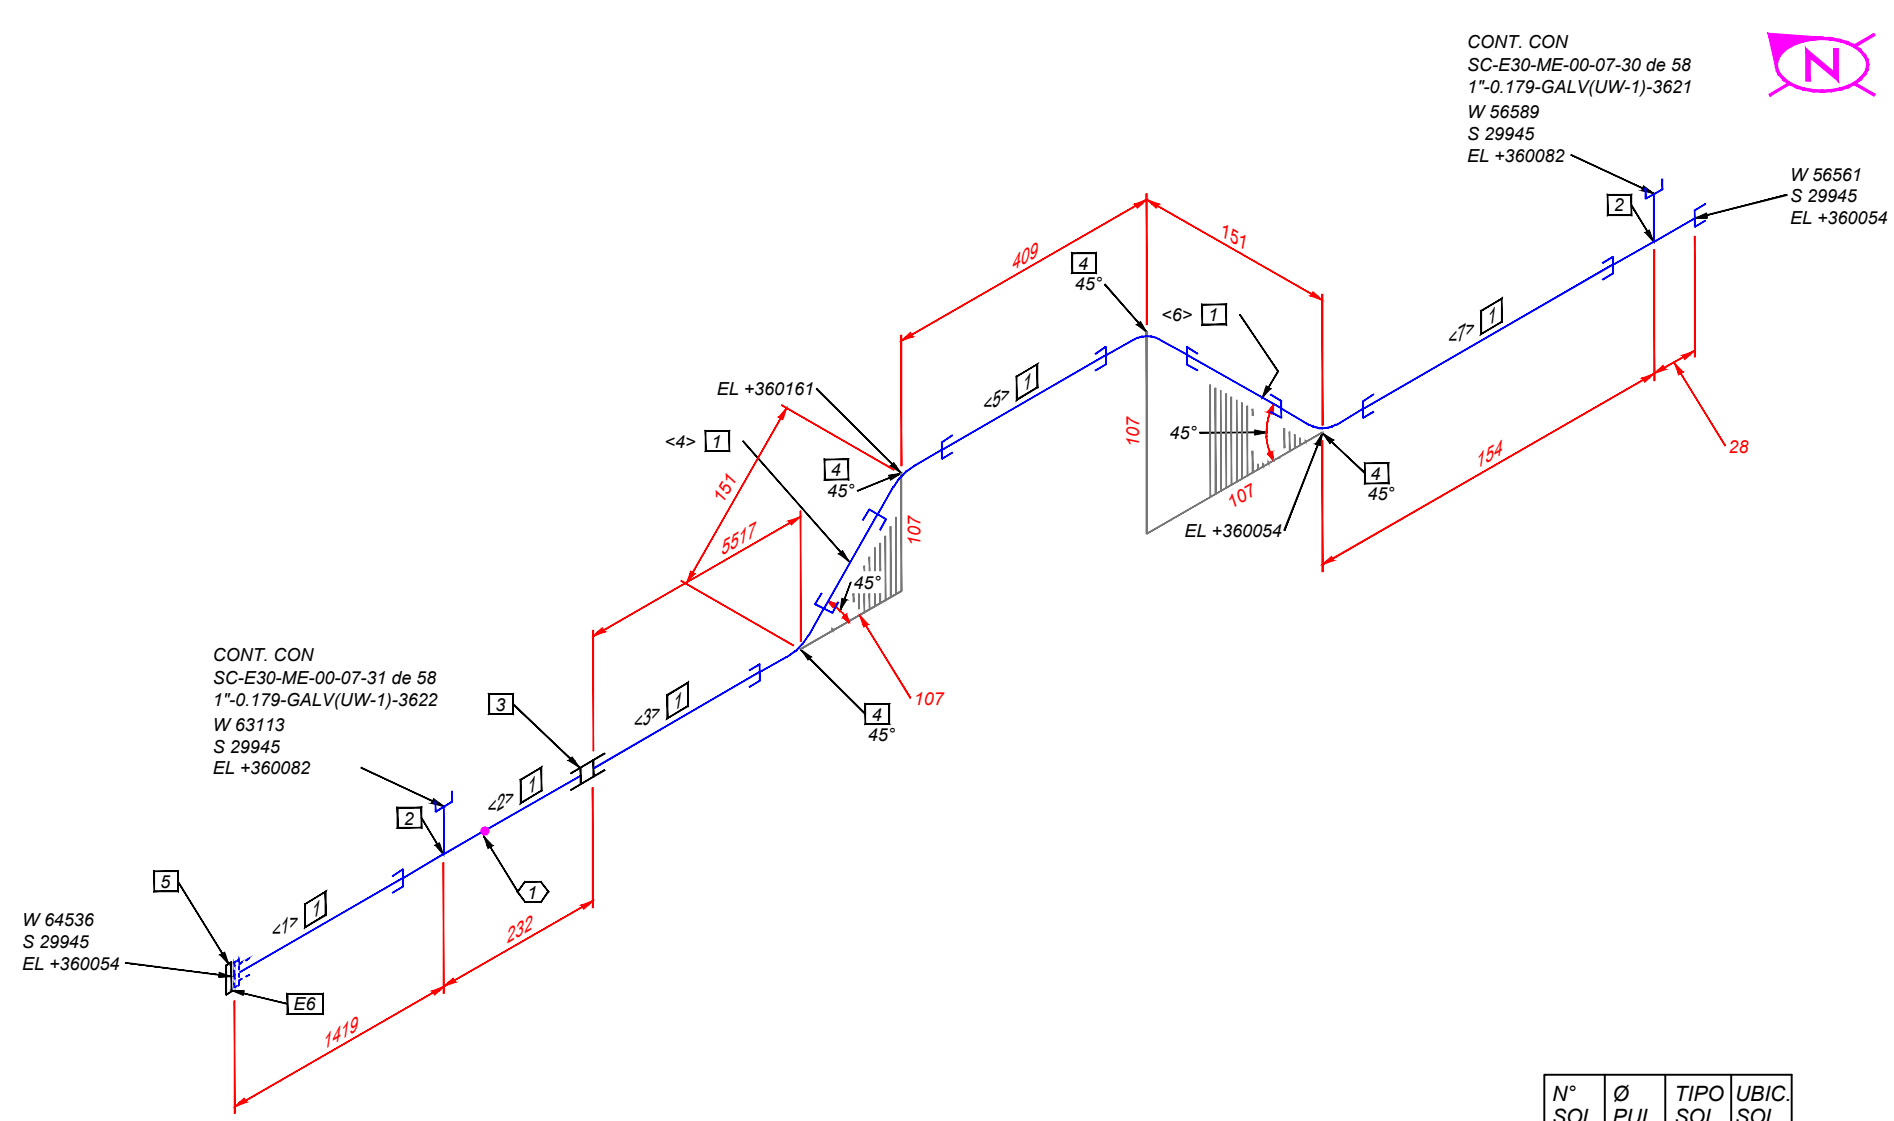 CONT. CON
SC-E30-ME-00-07-30 de 58
1"-0.179-GALV(UW-1)-3621
W 56589
S 29945
EL +360082
N
W 56561
S 29945
EL +360054
2
151
409
4
45°
<6> 1
<7> 1
EL +360161
<5> 1
<4> 1
107
45°
4
45°
151
154
28
4
45°
107
5517
107
EL +360054
45°
CONT. CON
SC-E30-ME-00-07-31 de 58
1"-0.179-GALV(UW-1)-3622
W 63113
S 29945
EL +360082
3
<3> 1
107
4
45°
<2> 1
2
5
1
W 64536
S 29945
EL +360054
<1> 1
232
E6
1419
N° Ø TIPO UBIC.
SOL PUL SOL SOL